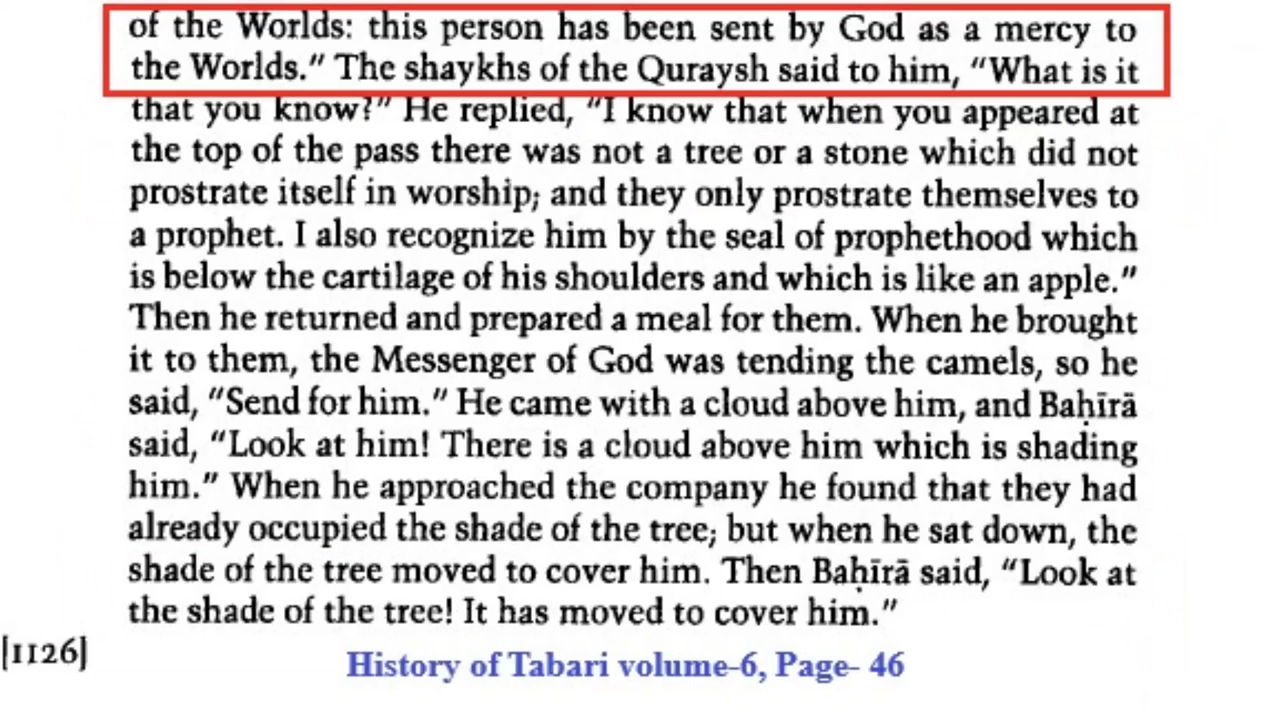 of the Worlds: this person has been sent by God as a mercy to
the Worlds.” The shaykhs of the Quraysh said to him, “What is it
that you know?” He replied, “I know that when you appeared at
the top of the pass there was not a tree or a stone which did not
prostrate itself in worship; and they only prostrate themselves to
a prophet. I also recognize him by the seal of prophethood which
is below the cartilage of his shoulders and which is like an apple.”
Then he returned and prepared a meal for them. When he brought
it to them, the Messenger of God was tending the camels, so he
said, “Send for him.” He came with a cloud above him, and Baḥīrā
said, “Look at him! There is a cloud above him which is shading
him.” When he approached the company he found that they had
already occupied the shade of the tree; but when he sat down, the
shade of the tree moved to cover him. Then Baḥīrā said, “Look at
the shade of the tree! It has moved to cover him.”
[1126]
History of Tabari volume-6, Page- 46